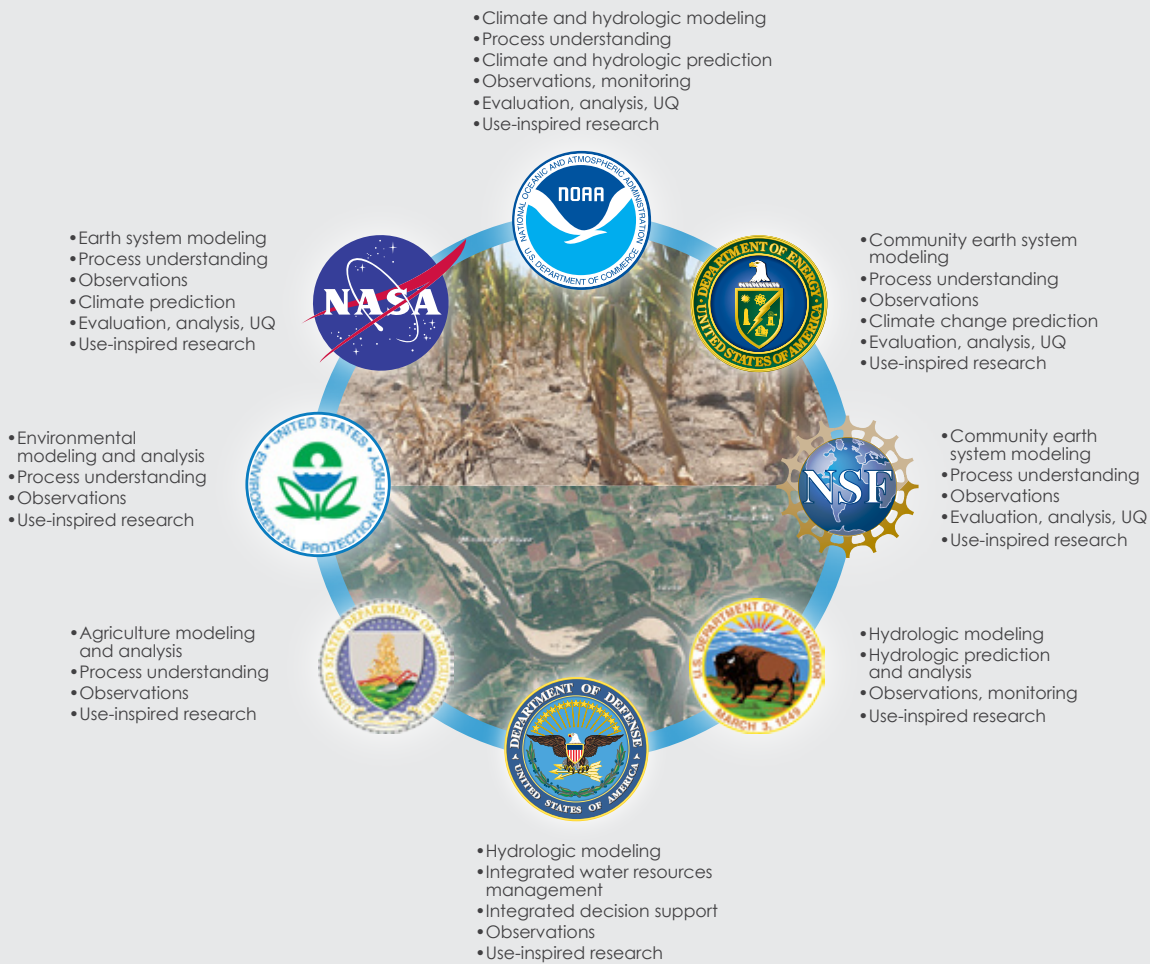 •Climate and hydrologic modeling
•Process understanding
•Climate and hydrologic prediction
•Observations, monitoring
•Evaluation, analysis, UQ
•Use-inspired research
NATIONAL OCEANIC AND ATMOSPHERIC ADMINISTRATION
NOAA
U.S. DEPARTMENT OF COMMERCE
•Earth system modeling
•Process understanding
•Observations
•Climate prediction
•Evaluation, analysis, UQ
•Use-inspired research
NASA
DEPARTMENT OF ENERGY
UNITED STATES OF AMERICA
•Community earth system
modeling
•Process understanding
•Observations
•Climate change prediction
•Evaluation, analysis, UQ
•Use-inspired research
•Environmental
modeling and analysis
•Process understanding
•Observations
•Use-inspired research
UNITED STATES
ENVIRONMENTAL PROTECTION AGENCY
NSF
•Community earth
system modeling
•Process understanding
•Observations
•Evaluation, analysis, UQ
•Use-inspired research
•Agriculture modeling
and analysis
•Process understanding
•Observations
•Use-inspired research
UNITED STATES DEPARTMENT OF AGRICULTURE
U.S. DEPARTMENT OF THE INTERIOR
MARCH 3, 1849
•Hydrologic modeling
•Hydrologic prediction
and analysis
•Observations, monitoring
•Use-inspired research
DEPARTMENT OF DEFENSE
UNITED STATES OF AMERICA
•Hydrologic modeling
•Integrated water resources
management
•Integrated decision support
•Observations
•Use-inspired research